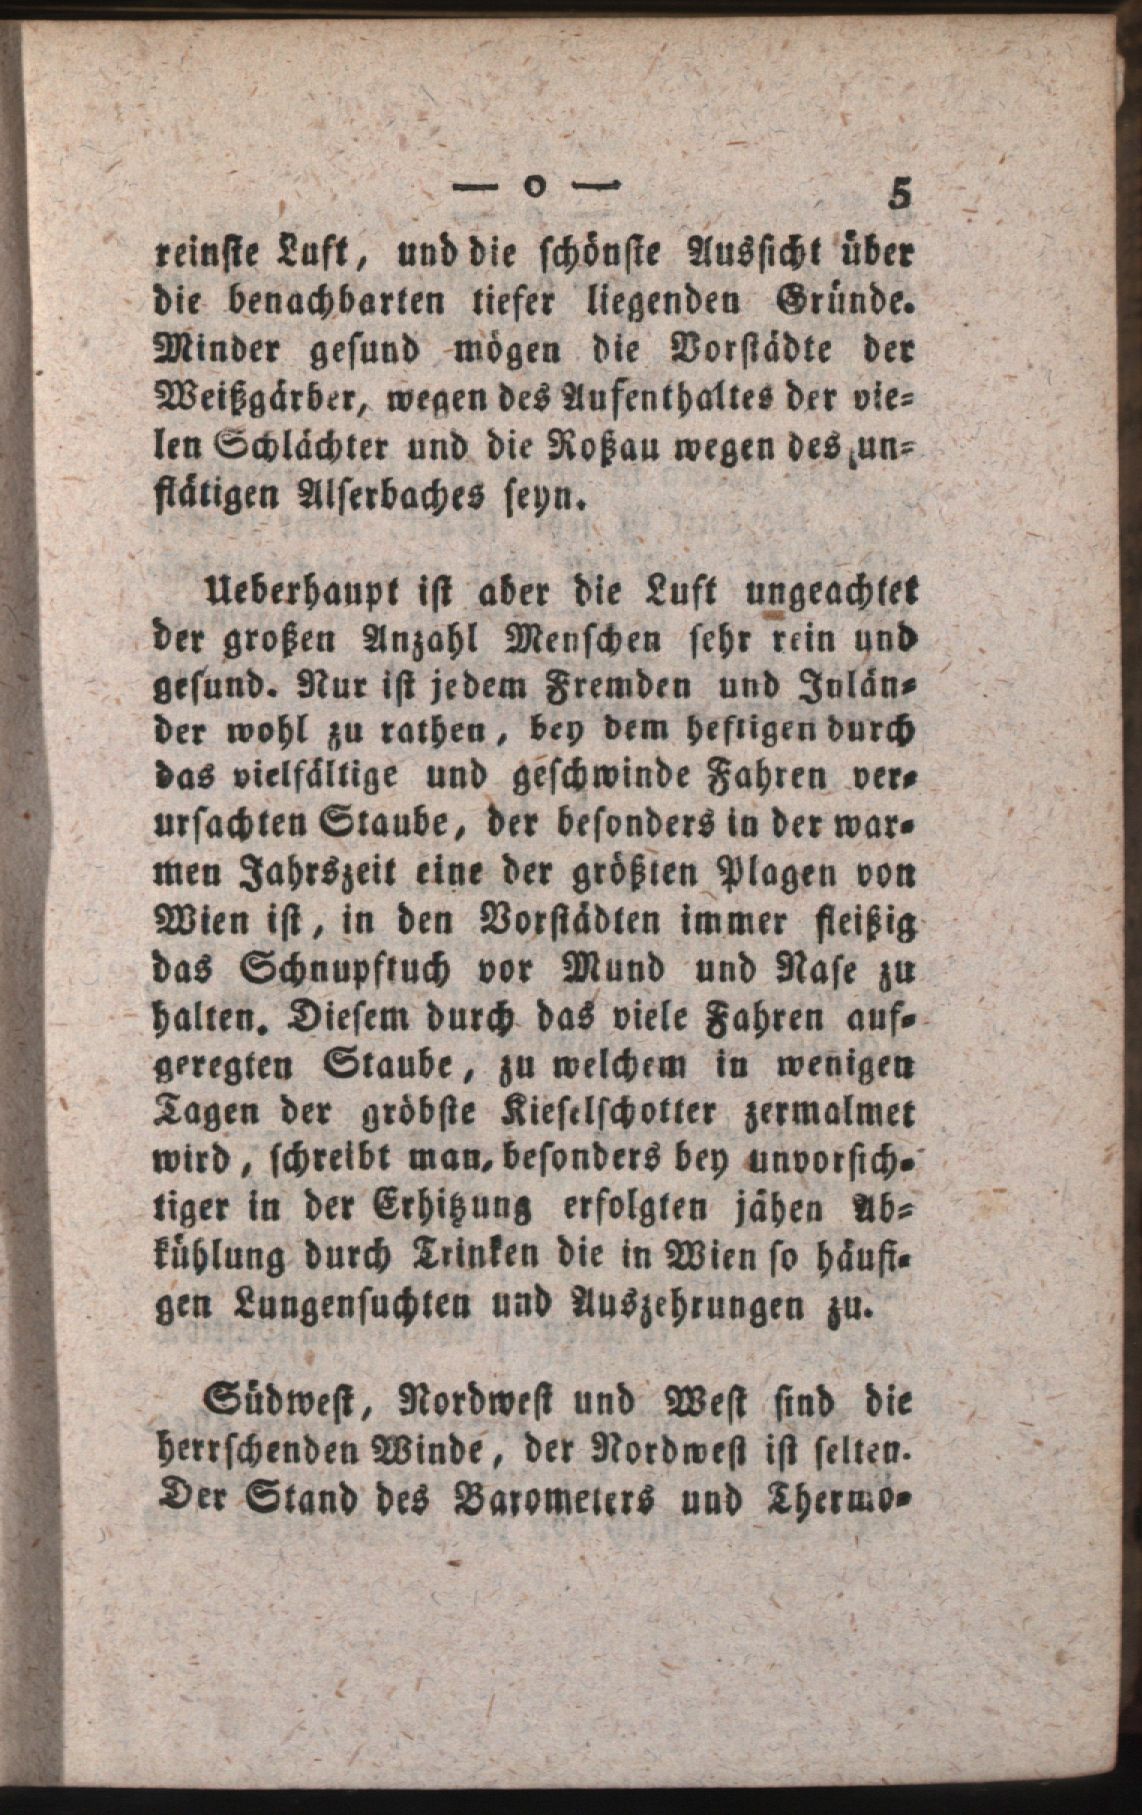 — o — 5
reinste Luft, und die schönste Aussicht über
die benachbarten tiefer liegenden Gründe.
Minder gesund mögen die Vorstädte der
Weißgärber, wegen des Aufenthaltes der vie-
len Schlächter und die Roßau wegen des un-
flätigen Alserbaches seyn.
Ueberhaupt ist aber die Luft ungeachtet
der großen Anzahl Menschen sehr rein und
gesund. Nur ist jedem Fremden und Inlän-
der wohl zu rathen, bey dem heftigen durch
das vielfältige und geschwinde Fahren ver-
ursachten Staube, der besonders in der war-
men Jahrszeit eine der größten Plagen von
Wien ist, in den Vorstädten immer fleißig
das Schnupftuch vor Mund und Nase zu
halten. Diesem durch das viele Fahren auf-
geregten Staube, zu welchem in wenigen
Tagen der gröbste Kieselschotter zermalmet
wird, schreibt man, besonders bey unvorsich-
tiger in der Erhitzung erfolgten jähen Ab-
kühlung durch Trinken die in Wien so häufi-
gen Lungensuchten und Auszehrungen zu.
Südwest, Nordwest und West sind die
herrschenden Winde, der Nordwest ist selten.
Der Stand des Barometers und Thermo-